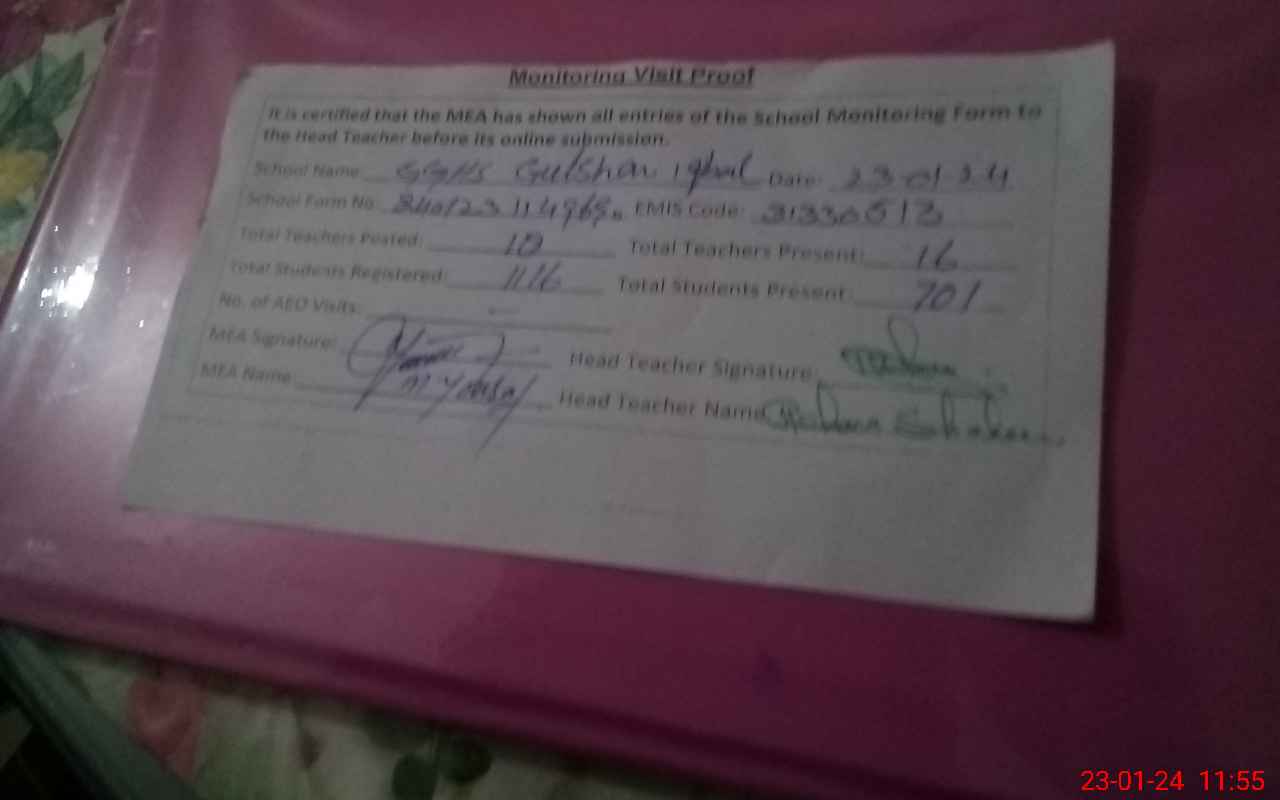 Monitoring Visit Proof
It is certified that the MEA has shown all entries of the School Monitoring Form to
the Head Teacher before its online submission.
School Name: GGHS Gulshan iqbal Date: 23-01-24
School Form No: EMIS Code: 31330513
Total Teachers Posted: Total Teachers Present: 16
Total Students Registered: 1116 Total Students Present: 701
No. of AEO Visits: —
MEA Signature: Head Teacher Signature:
MEA Name: Head Teacher Name
23-01-24 11:55